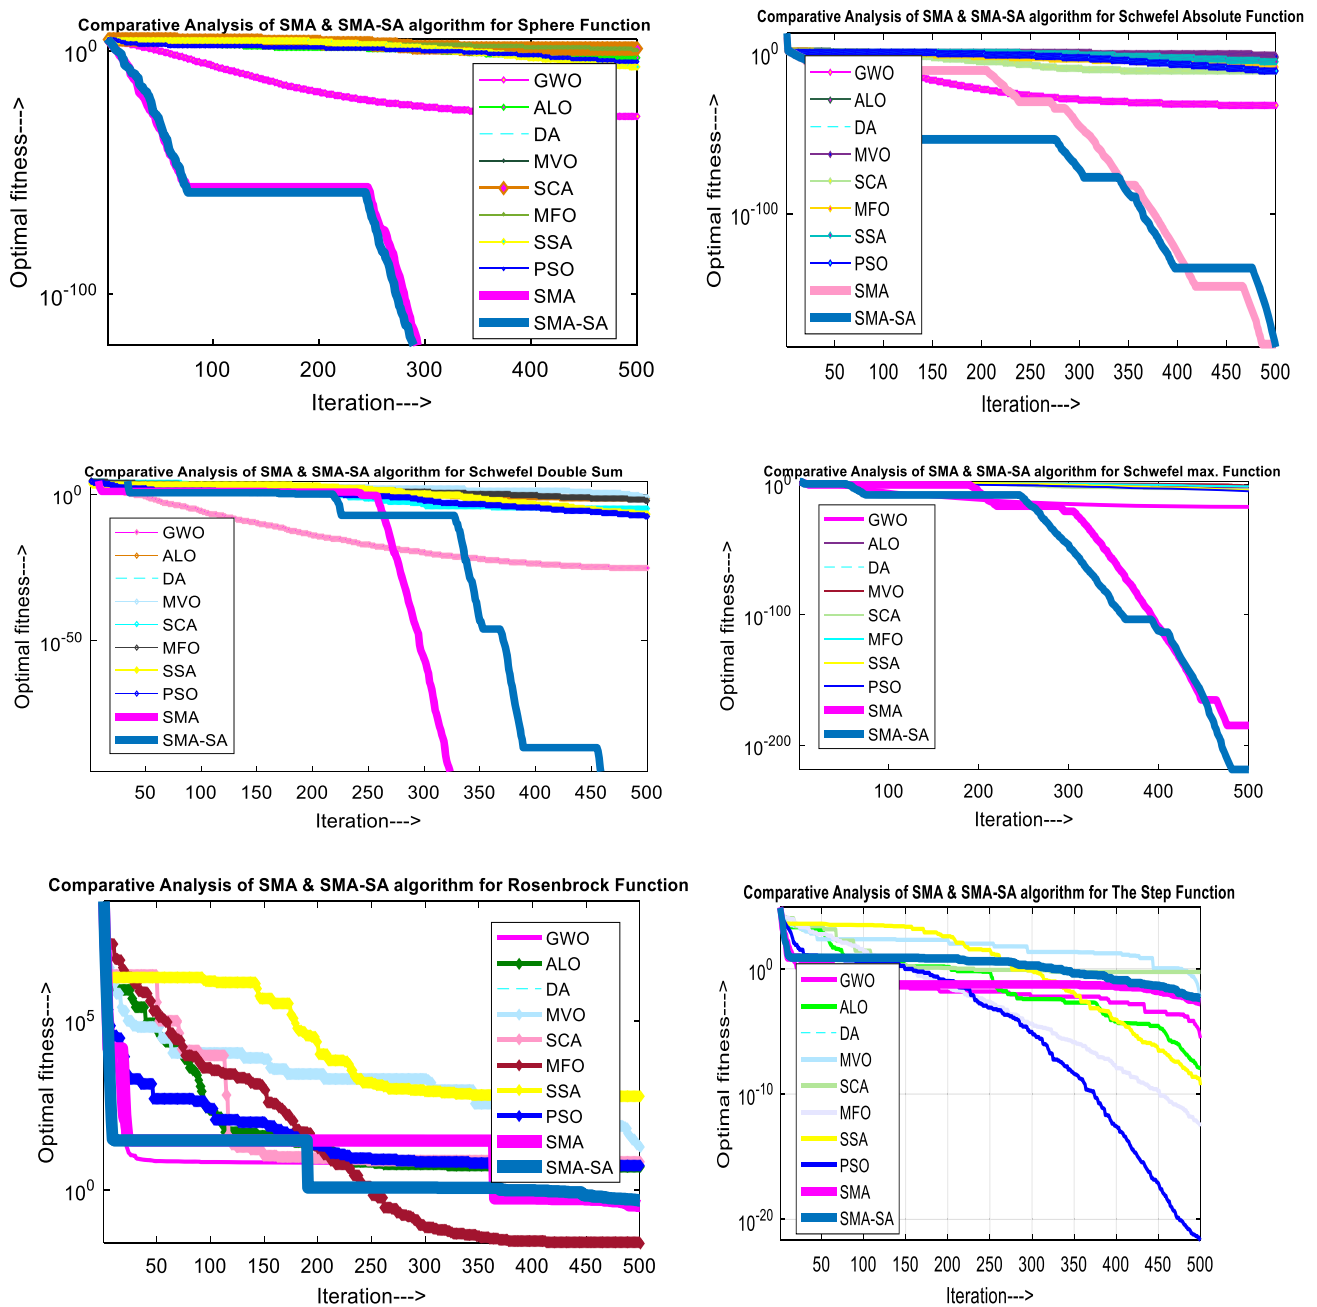 Comparative Analysis of SMA & SMA-SA algorithm for Sphere Function
Optimal fitness---->
10^0
10^-100
GWO
ALO
DA
MVO
SCA
MFO
SSA
PSO
SMA
SMA-SA
100 200 300 400 500
Iteration--->
Comparative Analysis of SMA & SMA-SA algorithm for Schwefel Absolute Function
Optimal fitness---->
10^0
10^-100
GWO
ALO
DA
MVO
SCA
MFO
SSA
PSO
SMA
SMA-SA
50 100 150 200 250 300 350 400 450 500
Iteration--->
Comparative Analysis of SMA & SMA-SA algorithm for Schwefel Double Sum
Optimal fitness---->
10^0
10^-50
GWO
ALO
DA
MVO
SCA
MFO
SSA
PSO
SMA
SMA-SA
50 100 150 200 250 300 350 400 450 500
Iteration--->
Comparative Analysis of SMA & SMA-SA algorithm for Schwefel max. Function
Optimal fitness---->
10^0
10^-100
10^-200
GWO
ALO
DA
MVO
SCA
MFO
SSA
PSO
SMA
SMA-SA
100 200 300 400 500
Iteration--->
Comparative Analysis of SMA & SMA-SA algorithm for Rosenbrock Function
Optimal fitness---->
10^5
10^0
GWO
ALO
DA
MVO
SCA
MFO
SSA
PSO
SMA
SMA-SA
50 100 150 200 250 300 350 400 450 500
Iteration--->
Comparative Analysis of SMA & SMA-SA algorithm for The Step Function
Optimal fitness---->
10^0
10^-10
10^-20
GWO
ALO
DA
MVO
SCA
MFO
SSA
PSO
SMA
SMA-SA
50 100 150 200 250 300 350 400 450 500
Iteration--->